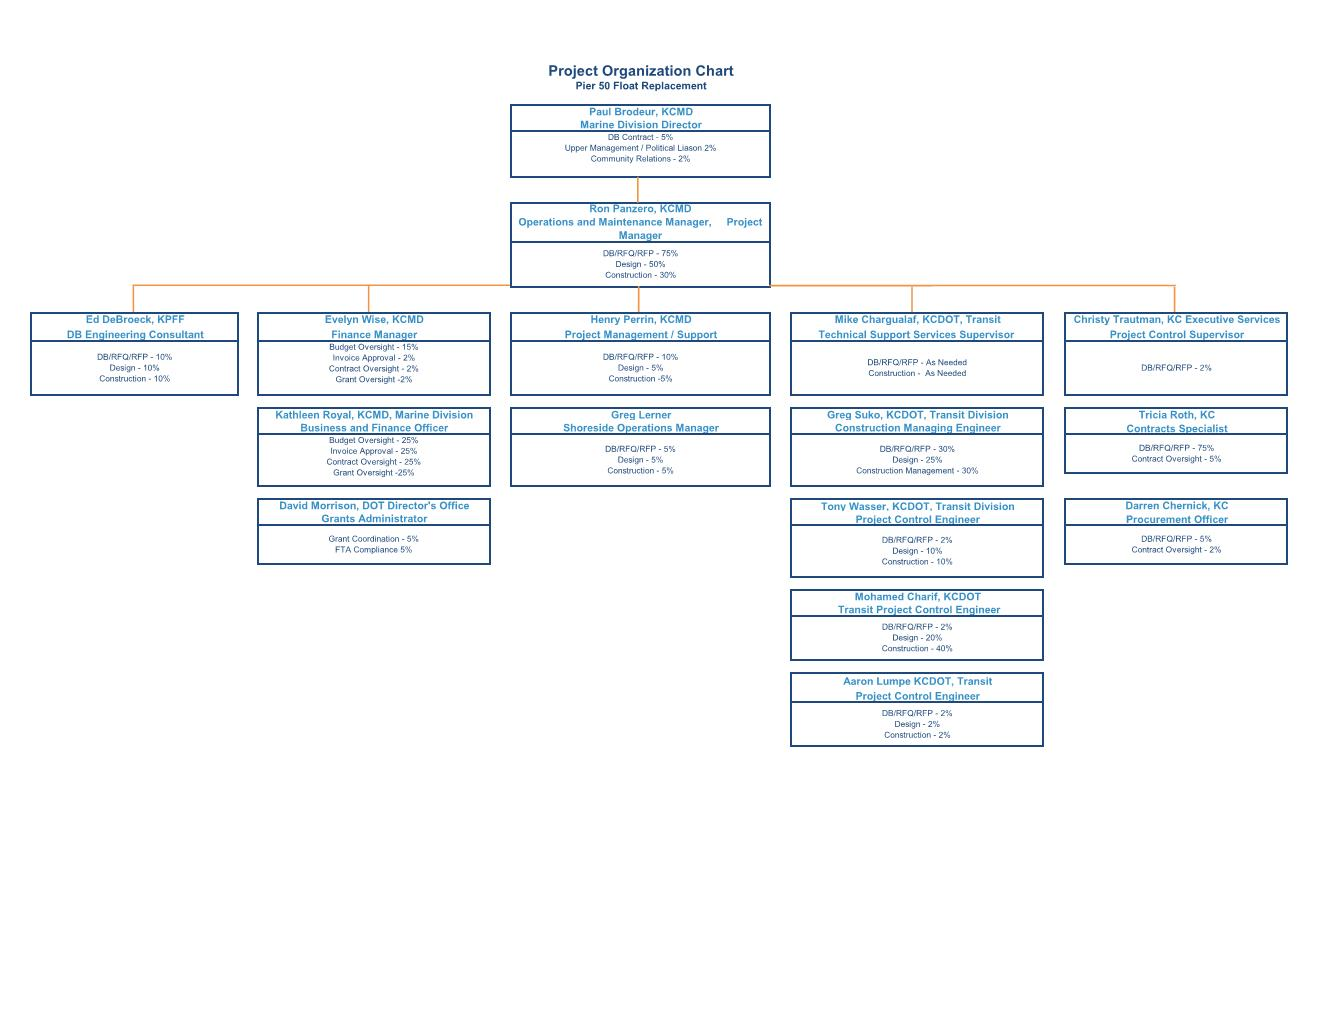 Project Organization Chart
Pier 50 Float Replacement
Paul Brodeur, KCMD
Marine Division Director
DB Contract - 5%
Upper Management / Political Liason 2%
Community Relations - 2%
Ron Panzero, KCMD
Operations and Maintenance Manager, Project
Manager
DB/RFQ/RFP - 75%
Design - 50%
Construction - 30%
Ed DeBroeck, KPFF
DB Engineering Consultant
DB/RFQ/RFP - 10%
Design - 10%
Construction - 10%
Evelyn Wise, KCMD
Finance Manager
Budget Oversight - 15%
Invoice Approval - 2%
Contract Oversight - 2%
Grant Oversight -2%
Kathleen Royal, KCMD, Marine Division
Business and Finance Officer
Budget Oversight - 25%
Invoice Approval - 25%
Contract Oversight - 25%
Grant Oversight -25%
David Morrison, DOT Director's Office
Grants Administrator
Grant Coordination - 5%
FTA Compliance 5%
Henry Perrin, KCMD
Project Management / Support
DB/RFQ/RFP - 10%
Design - 5%
Construction -5%
Greg Lerner
Shoreside Operations Manager
DB/RFQ/RFP - 5%
Design - 5%
Construction - 5%
Mike Chargualaf, KCDOT, Transit
Technical Support Services Supervisor
DB/RFQ/RFP - As Needed
Construction - As Needed
Greg Suko, KCDOT, Transit Division
Construction Managing Engineer
DB/RFQ/RFP - 30%
Design - 25%
Construction Management - 30%
Tony Wasser, KCDOT, Transit Division
Project Control Engineer
DB/RFQ/RFP - 2%
Design - 10%
Construction - 10%
Mohamed Charif, KCDOT
Transit Project Control Engineer
DB/RFQ/RFP - 2%
Design - 20%
Construction - 40%
Aaron Lumpe KCDOT, Transit
Project Control Engineer
DB/RFQ/RFP - 2%
Design - 2%
Construction - 2%
Christy Trautman, KC Executive Services
Project Control Supervisor
DB/RFQ/RFP - 2%
Tricia Roth, KC
Contracts Specialist
DB/RFQ/RFP - 75%
Contract Oversight - 5%
Darren Chernick, KC
Procurement Officer
DB/RFQ/RFP - 5%
Contract Oversight - 2%